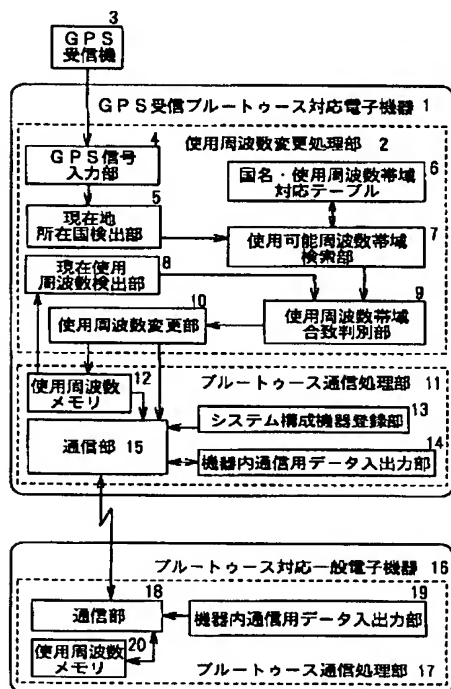 3
GPS
受信機
GPS受信ブルートゥース対応電子機器 1
使用周波数変更処理部 2
4
GPS信号
入力部
6
国名・使用周波数帯域
対応テーブル
5
現在地
所在国検出部
7
使用可能周波数帯域
検索部
8
現在使用
周波数検出部
9
使用周波数帯域
合致判別部
10
使用周波数変更部
ブルートゥース通信処理部 11
使用周波数
メモリ
12
システム構成機器登録部
13
通信部 15
14
機器内通信用データ入出力部
ブルートゥース対応一般電子機器 16
18
通信部
19
機器内通信用データ入出力部
20
使用周波数
メモリ
ブルートゥース通信処理部 17